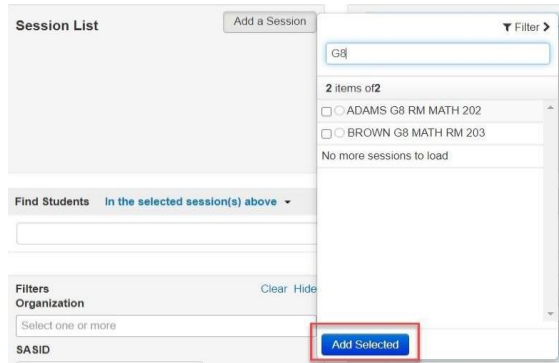 Session List
Add a Session
Filter
G8
2 items of2
ADAMS G8 RM MATH 202
BROWN G8 MATH RM 203
No more sessions to load
Find Students In the selected session(s) above
Filters
Clear Hide
Organization
Select one or more
SASID
Add Selected